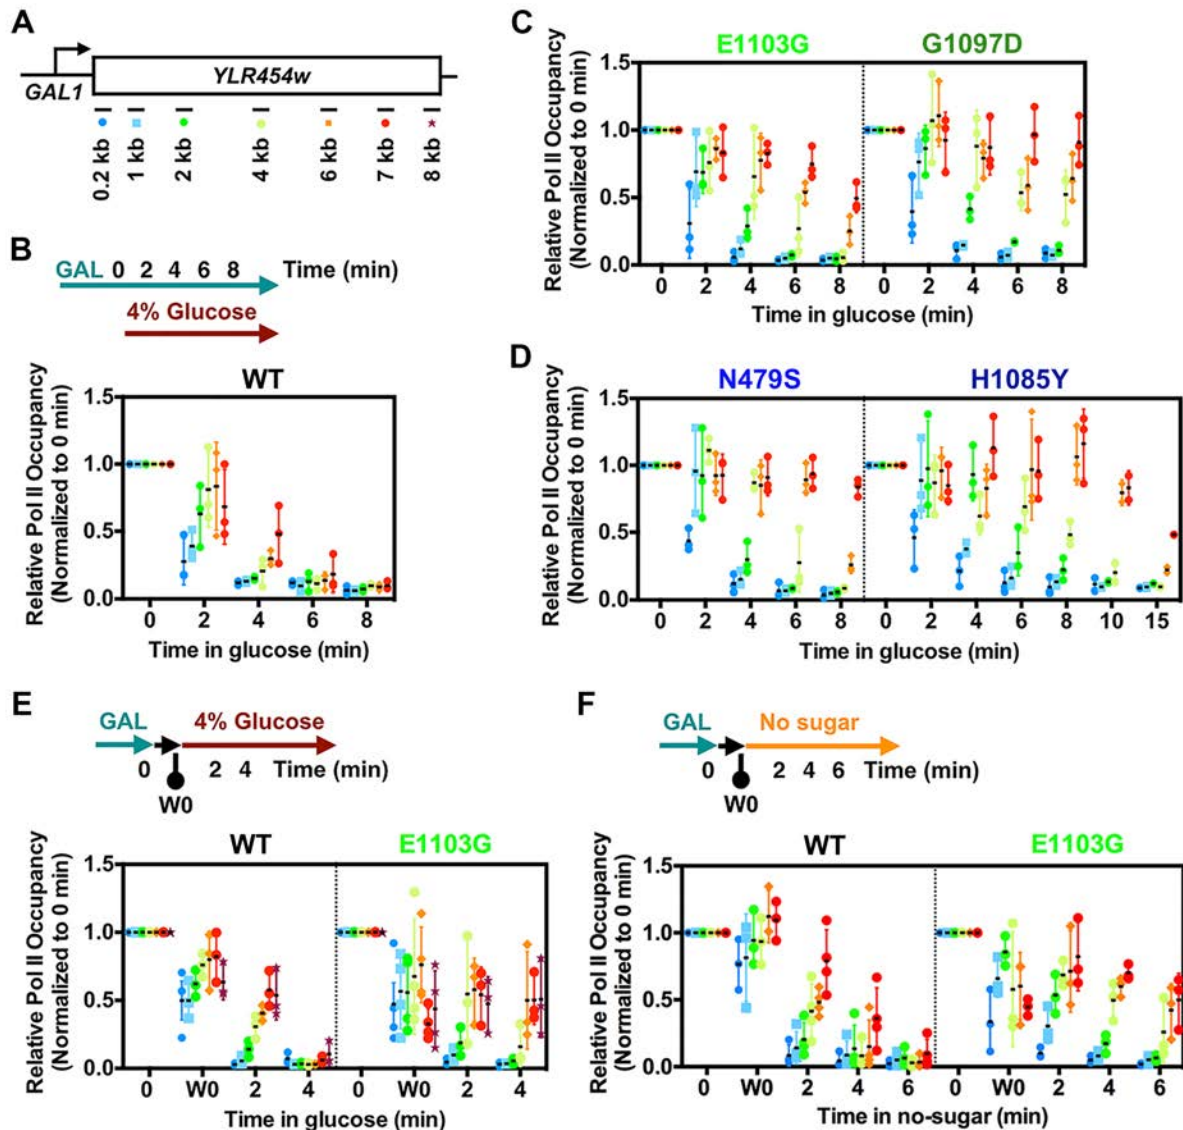 A
GAL1
YLR454w
0.2 kb
1 kb
2 kb
4 kb
6 kb
7 kb
8 kb
B
GAL 0 2 4 6 8 Time (min)
4% Glucose
WT
Relative Pol II Occupancy
(Normalized to 0 min)
1.5
1.0
0.5
0.0
0 2 4 6 8
Time in glucose (min)
C
E1103G G1097D
Relative Pol II Occupancy
(Normalized to 0 min)
1.5
1.0
0.5
0.0
0 2 4 6 8 0 2 4 6 8
Time in glucose (min)
D
N479S H1085Y
Relative Pol II Occupancy
(Normalized to 0 min)
1.5
1.0
0.5
0.0
0 2 4 6 8 0 2 4 6 8 10 15
Time in glucose (min)
E
GAL 4% Glucose
0 2 4 Time (min)
W0
WT E1103G
Relative Pol II Occupancy
(Normalized to 0 min)
1.5
1.0
0.5
0.0
0 W0 2 4 0 W0 2 4
Time in glucose (min)
F
GAL No sugar
0 2 4 6 Time (min)
W0
WT E1103G
Relative Pol II Occupancy
(Normalized to 0 min)
1.5
1.0
0.5
0.0
0 W0 2 4 6 0 W0 2 4 6
Time in no-sugar (min)